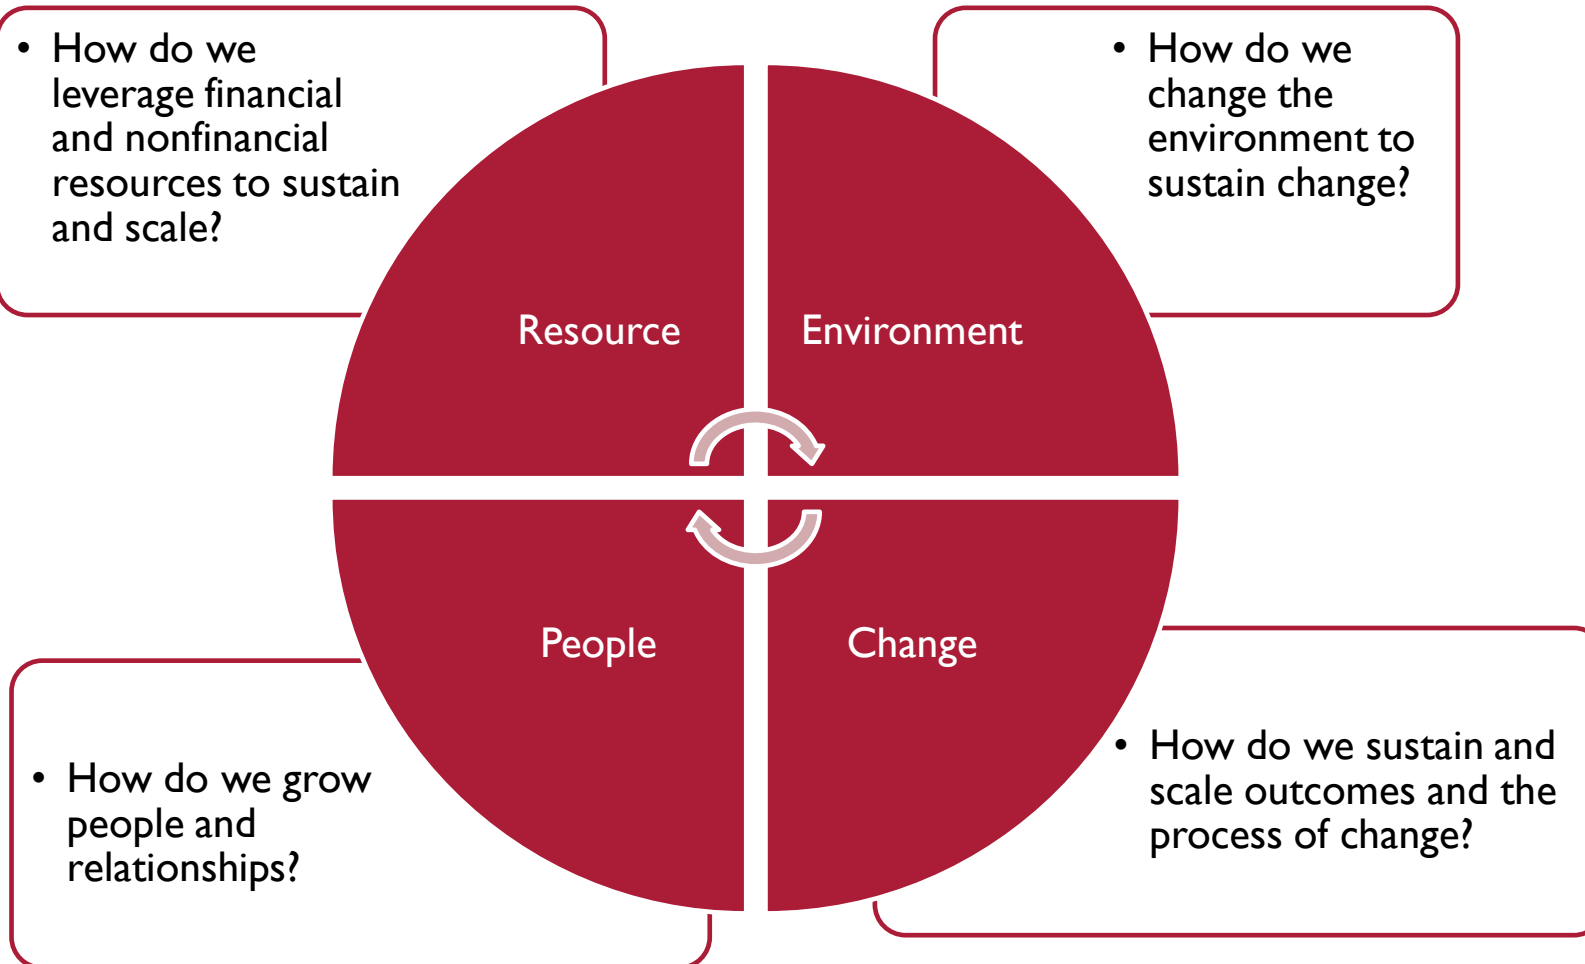 • How do we
leverage financial
and nonfinancial
resources to sustain
and scale?
• How do we
change the
environment to
sustain change?
Resource
Environment
People
Change
• How do we grow
people and
relationships?
• How do we sustain and
scale outcomes and the
process of change?